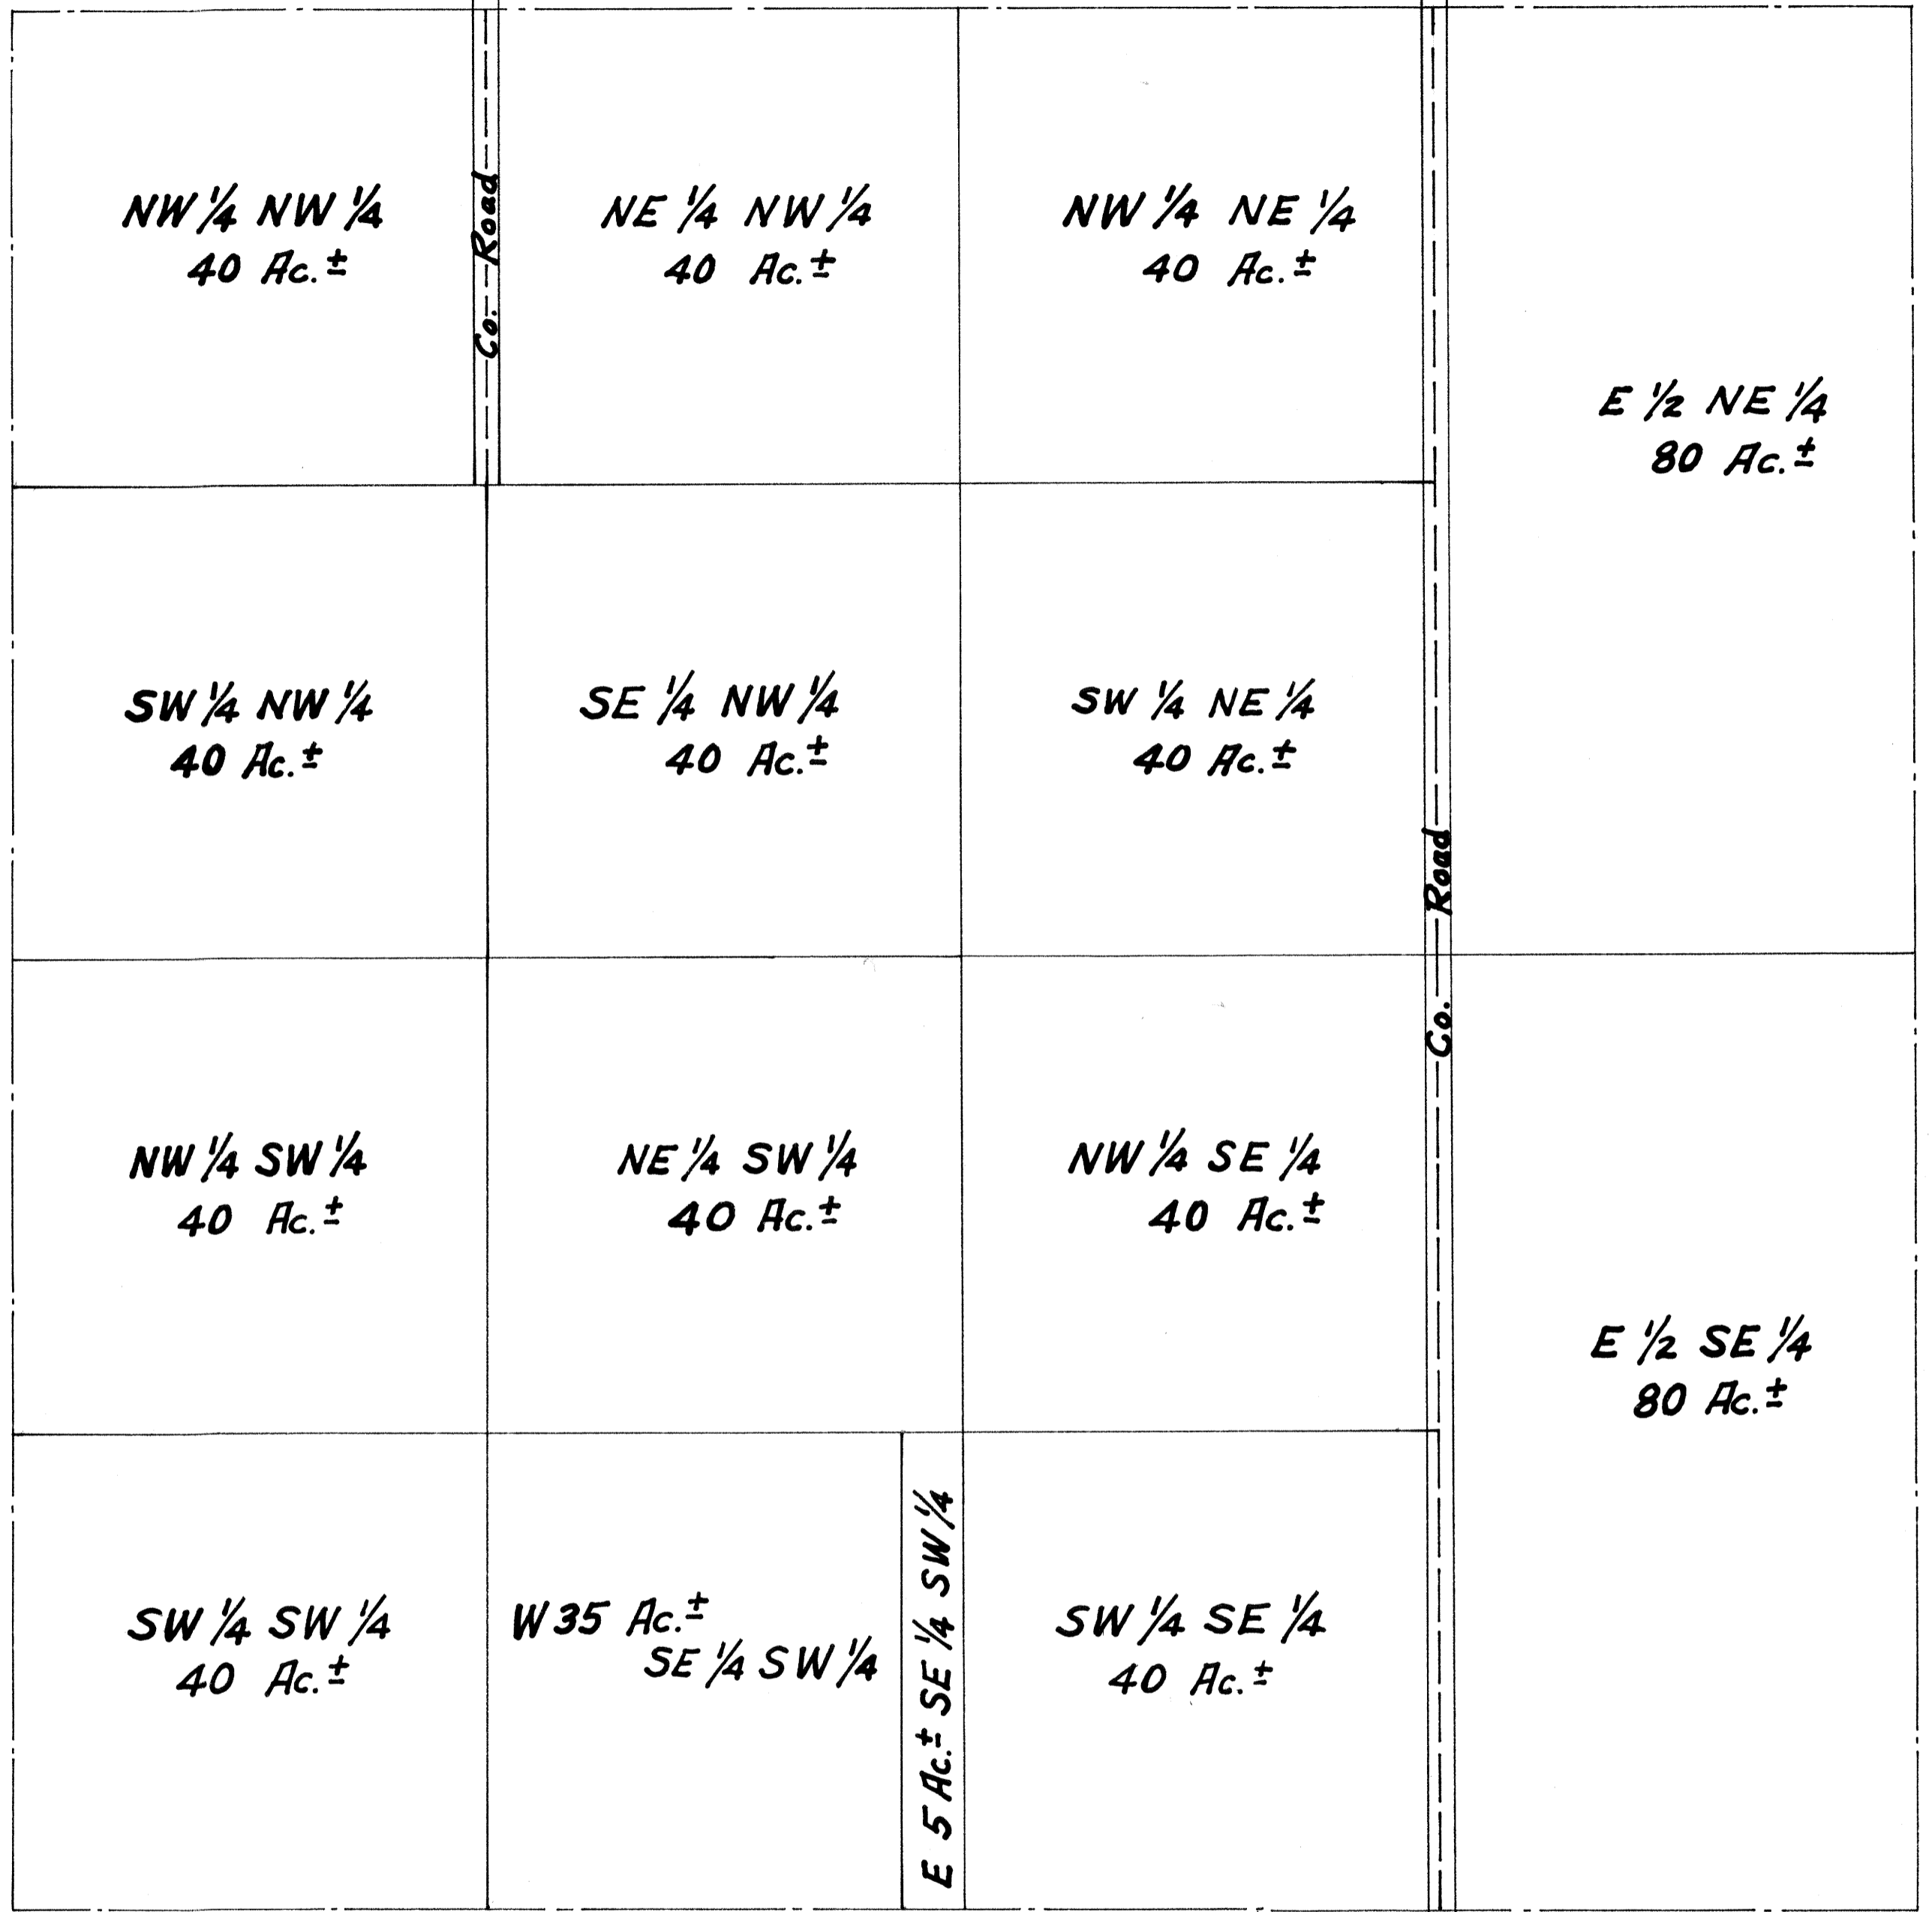 NW 1/4 NW 1/4
40 Ac.±
Co. Road
NE 1/4 NW 1/4
40 Ac.±
NW 1/4 NE 1/4
40 Ac.±
E 1/2 NE 1/4
80 Ac.±
SW 1/4 NW 1/4
40 Ac.±
SE 1/4 NW 1/4
40 Ac.±
SW 1/4 NE 1/4
40 Ac.±
Co. Road
NW 1/4 SW 1/4
40 Ac.±
NE 1/4 SW 1/4
40 Ac.±
NW 1/4 SE 1/4
40 Ac.±
E 1/2 SE 1/4
80 Ac.±
SW 1/4 SW 1/4
40 Ac.±
W 35 Ac.±
SE 1/4 SW 1/4
E 5 Ac.± SE 1/4 SW 1/4
SW 1/4 SE 1/4
40 Ac.±